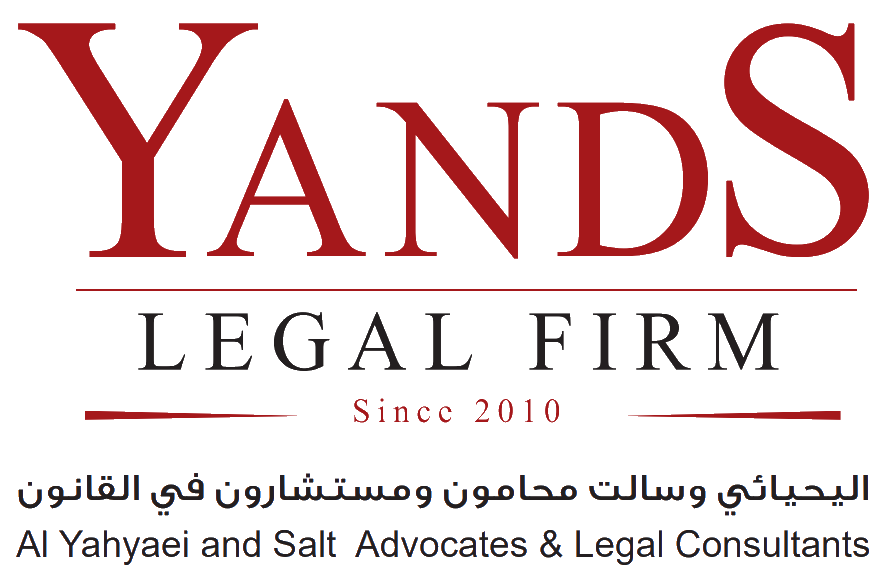 YANDS
LEGAL FIRM
Since 2010
اليحيائي وسالت محامون ومستشارون في القانون
Al Yahyaei and Salt Advocates & Legal Consultants